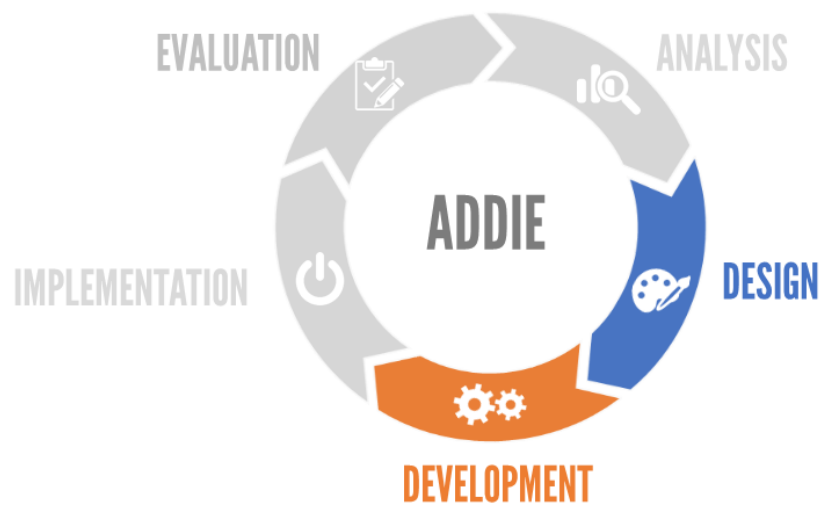 EVALUATION
ANALYSIS
ADDIE
IMPLEMENTATION
DESIGN
DEVELOPMENT